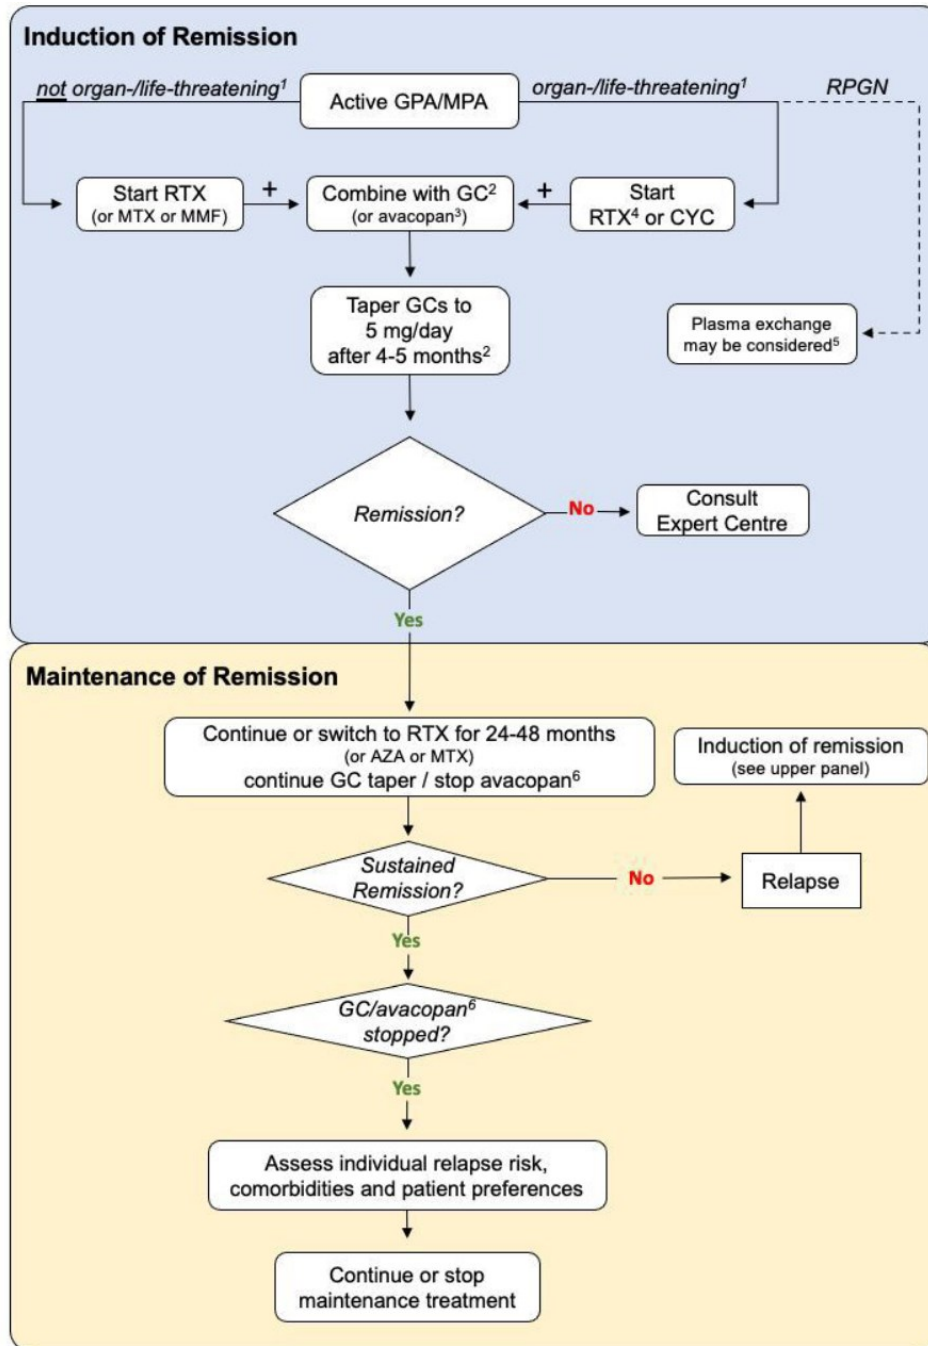 Induction of Remission
not organ-/life-threatening¹
Active GPA/MPA
organ-/life-threatening¹
RPGN
Start RTX
(or MTX or MMF)
+
Combine with GC²
(or avacopan³)
+
Start
RTX⁴ or CYC
Taper GCs to
5 mg/day
after 4-5 months²
Plasma exchange
may be considered⁵
Remission?
No
Consult
Expert Centre
Yes
Maintenance of Remission
Continue or switch to RTX for 24-48 months
(or AZA or MTX)
continue GC taper / stop avacopan⁶
Induction of remission
(see upper panel)
Sustained
Remission?
No
Relapse
Yes
GC/avacopan⁶
stopped?
Yes
Assess individual relapse risk,
comorbidities and patient preferences
Continue or stop
maintenance treatment